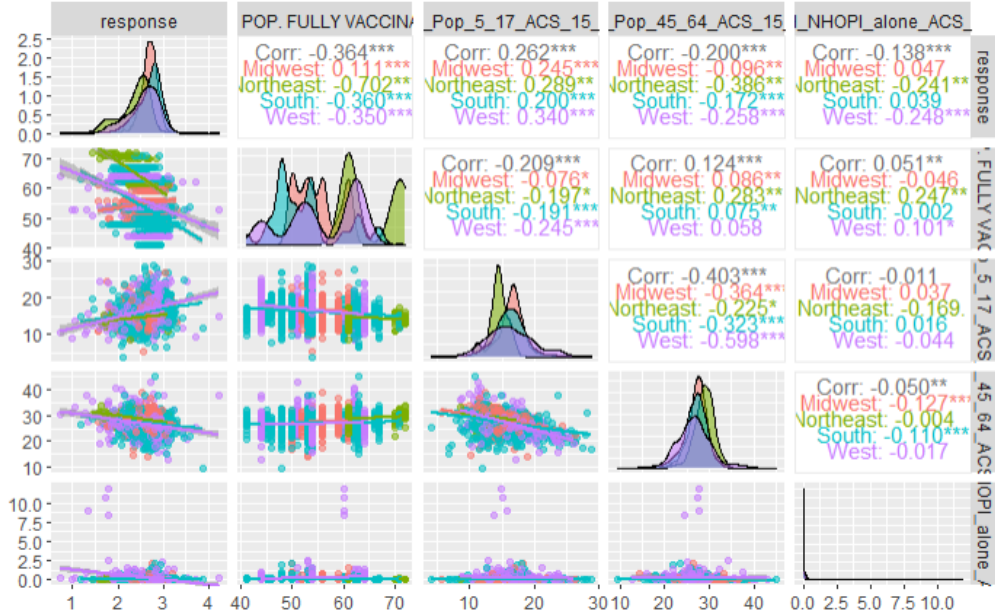 response
POP. FULLY VACCINA
_Pop_5_17_ACS_15_
_Pop_45_64_ACS_15_
I_NHOPI_alone_ACS_
2.5
2.0
1.5
1.0
0.5
0.0
Corr: -0.364***
Midwest: 0.111***
Northeast: -0.702**
South: -0.360***
West: -0.350***
Corr: 0.262***
Midwest: 0.245***
Northeast: 0.289**
South: 0.200***
West: 0.340***
Corr: -0.200***
Midwest: -0.096**
Northeast: -0.386**
South: -0.172***
West: -0.258***
Corr: -0.138***
Midwest: 0.047
Northeast: -0.241**
South: 0.039
West: -0.248***
response
70
60
50
40
Corr: -0.209***
Midwest: -0.076*
Northeast: -0.197*
South: -0.191***
West: -0.245***
Corr: 0.124***
Midwest: 0.086**
Northeast: 0.283**
South: 0.075**
West: 0.058
Corr: 0.051**
Midwest: -0.046
Northeast: 0.247**
South: -0.002
West: 0.101*
. FULLY VAC
30
20
10
Corr: -0.403***
Midwest: -0.364***
Northeast: -0.225*
South: -0.323***
West: -0.598***
Corr: -0.011
Midwest: 0.037
Northeast: -0.169.
South: 0.016
West: -0.044
_5_17_ACS
40
30
20
10
Corr: -0.050**
Midwest: -0.127***
Northeast: -0.004
South: -0.110***
West: -0.017
_45_64_ACS
10.0
7.5
5.0
2.5
0.0
IOPI_alone_A
1 2 3 4
40 50 60 70
10 20 30
10 20 30 40
0.0 2.5 5.0 7.5 10.0